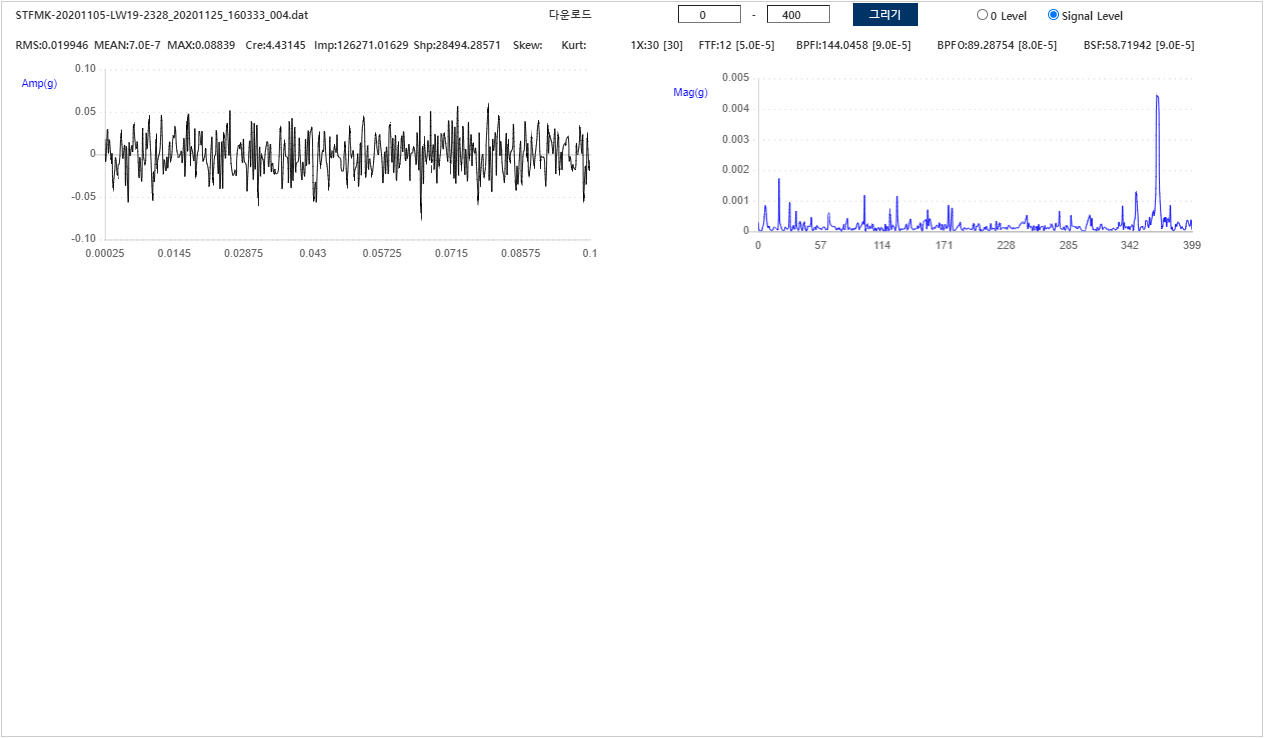 STFMK-20201105-LW19-2328_20201125_160333_004.dat 다운로드 0 - 400 그리기 0 Level Signal Level
RMS:0.019946 MEAN:7.0E-7 MAX:0.08839 Cre:4.43145 Imp:126271.01629 Shp:28494.28571 Skew: Kurt: 1X:30 [30] FTF:12 [5.0E-5] BPFI:144.0458 [9.0E-5] BPFO:89.28754 [8.0E-5] BSF:58.71942 [9.0E-5]
Amp(g)
0.10
0.05
0
-0.05
-0.10
0.00025 0.0145 0.02875 0.043 0.05725 0.0715 0.08575 0.1
Mag(g)
0.005
0.004
0.003
0.002
0.001
0
0 57 114 171 228 285 342 399